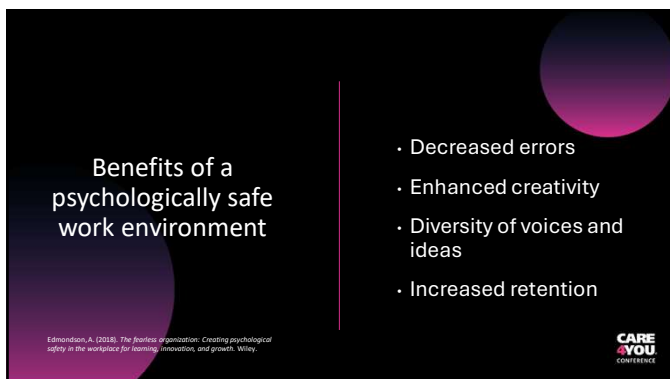 Benefits of a
psychologically safe
work environment
Edmondson, A. (2018). The fearless organization: Creating psychological
safety in the workplace for learning, innovation, and growth. Wiley.
• Decreased errors
• Enhanced creativity
• Diversity of voices and
ideas
• Increased retention
CARE
4YOU
CONFERENCE